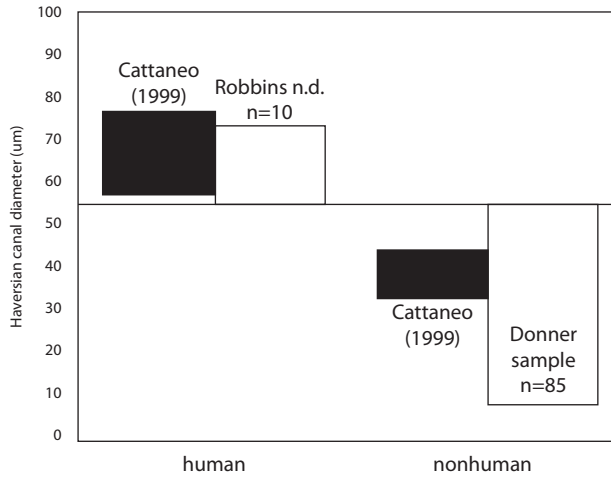 100
90
80
70
60
50
40
30
20
10
0
Haversian canal diameter (um)
Cattaneo
(1999)
Robbins n.d.
n=10
Cattaneo
(1999)
Donner
sample
n=85
human
nonhuman